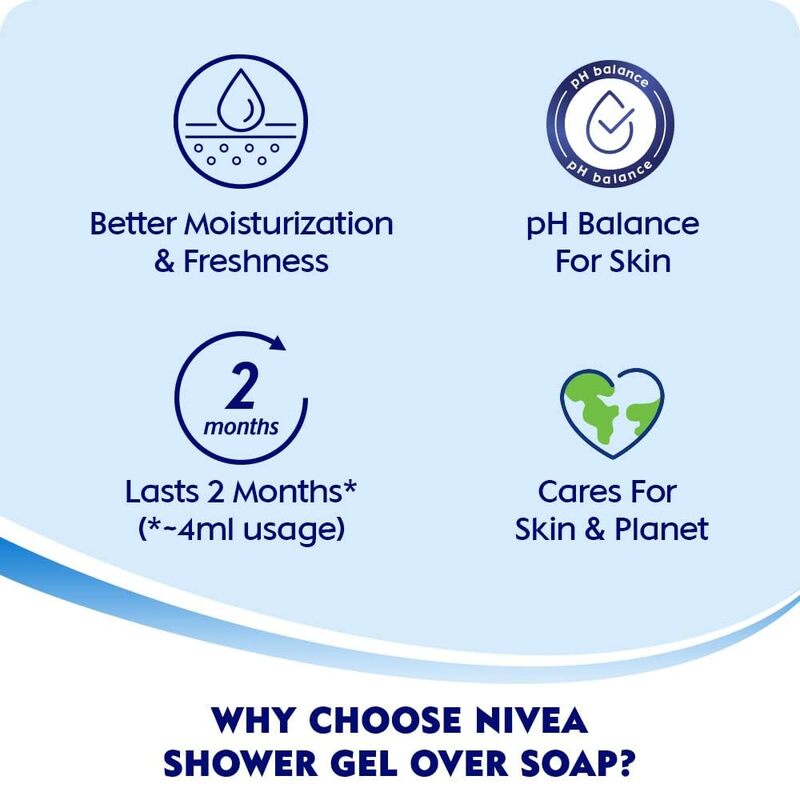 pH balance
pH balance
Better Moisturization
& Freshness
pH Balance
For Skin
2
months
Lasts 2 Months*
(*~4ml usage)
Cares For
Skin & Planet
WHY CHOOSE NIVEA
SHOWER GEL OVER SOAP?